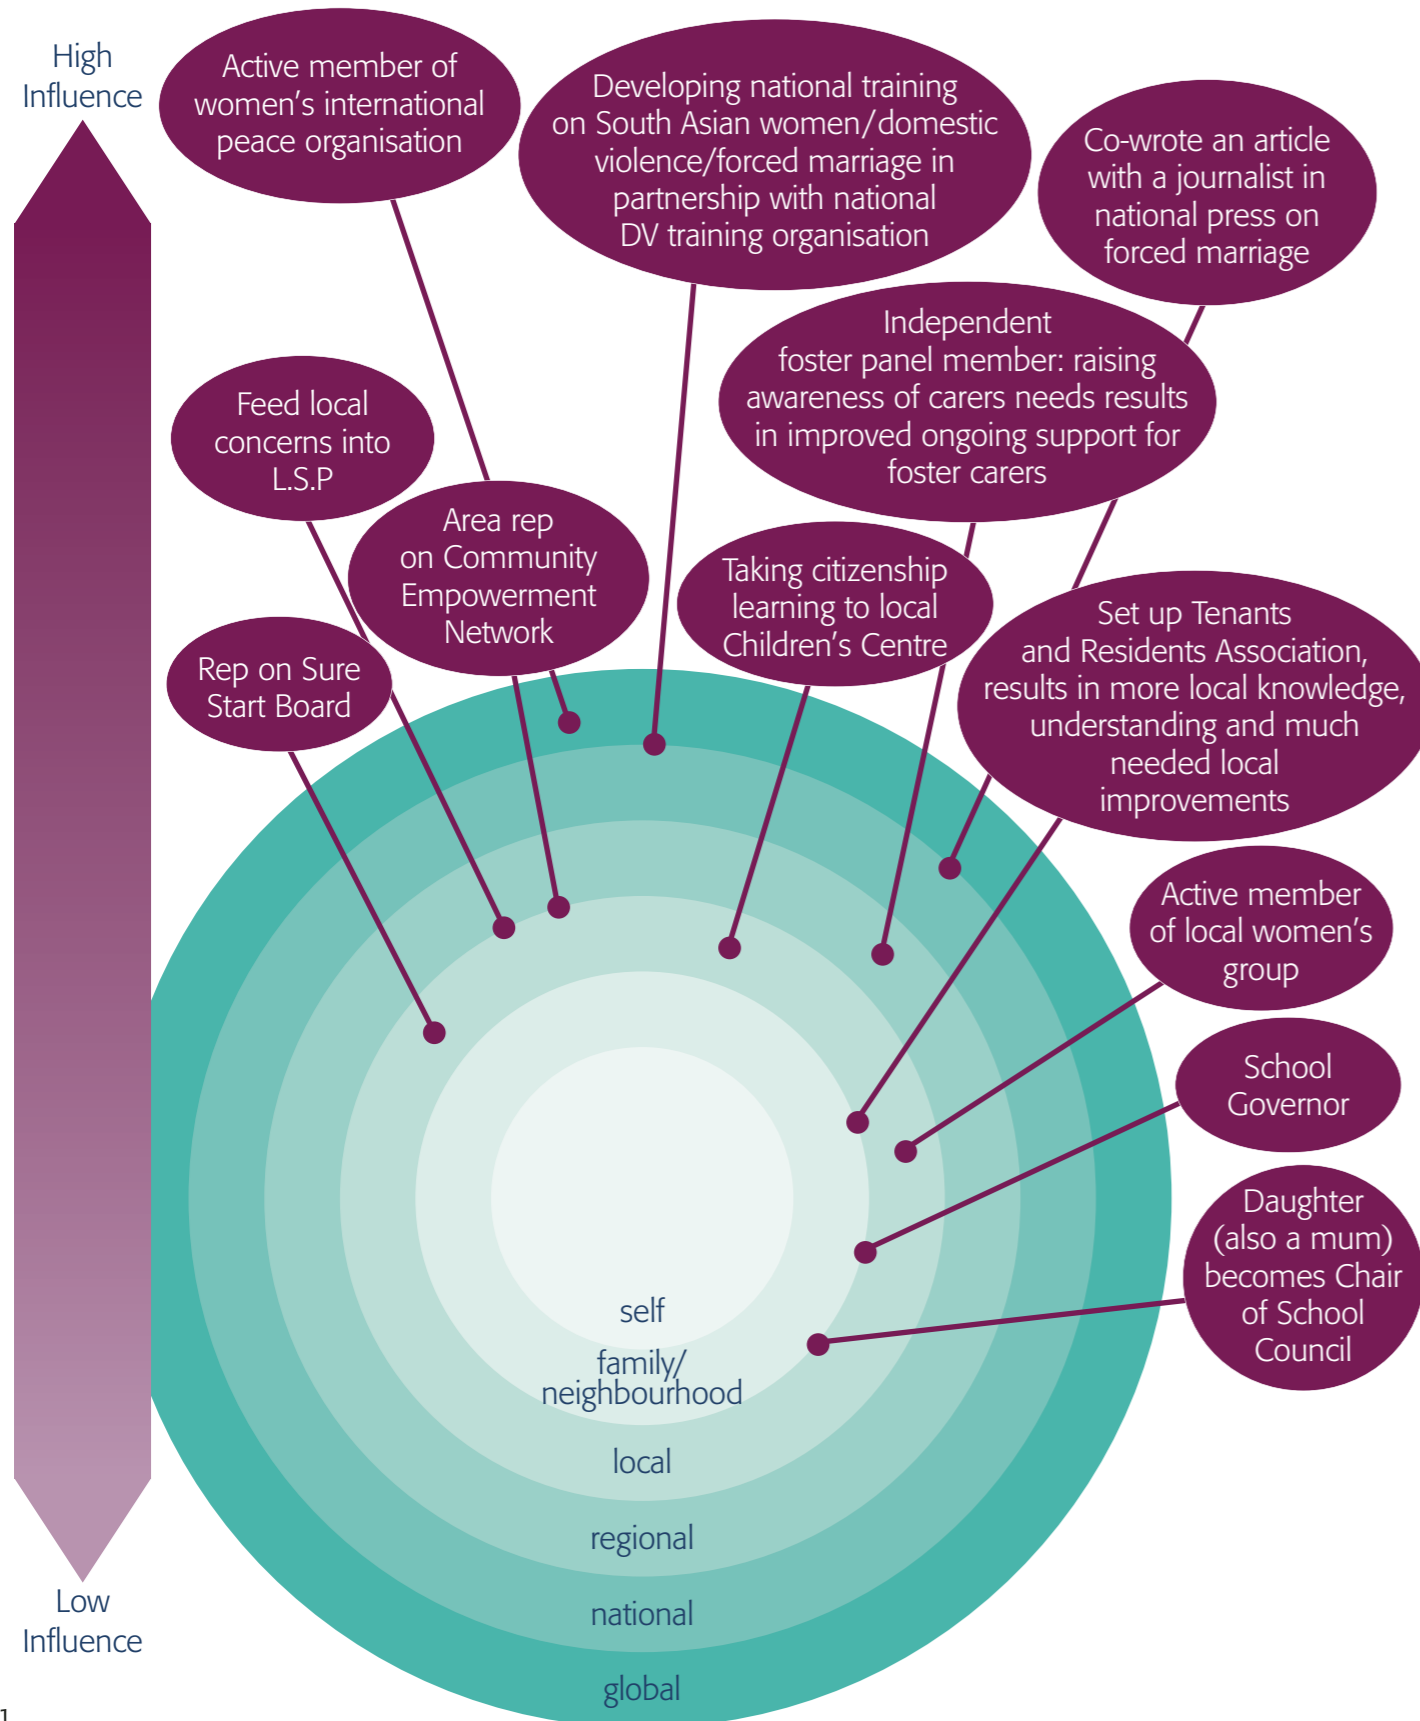 High
Influence
Active member of
women's international
peace organisation
Developing national training
on South Asian women/domestic
violence/forced marriage in
partnership with national
DV training organisation
Co-wrote an article
with a journalist in
national press on
forced marriage
Independent
foster panel member: raising
awareness of carers needs results
in improved ongoing support for
foster carers
Feed local
concerns into
L.S.P
Area rep
on Community
Empowerment
Network
Taking citizenship
learning to local
Children's Centre
Set up Tenants
and Residents Association,
results in more local knowledge,
understanding and much
needed local
improvements
Rep on Sure
Start Board
Active member
of local women's
group
School
Governor
Daughter
(also a mum)
becomes Chair
of School
Council
self
family/
neighbourhood
local
regional
national
global
Low
Influence
1